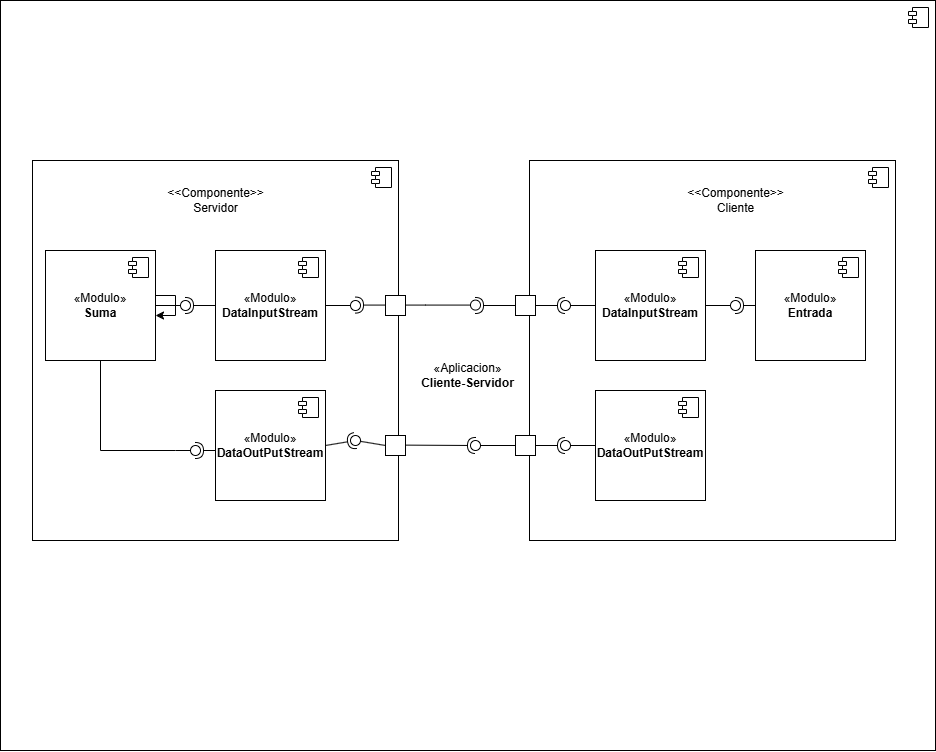 <<Componente>>
Servidor
«Modulo»
Suma
«Modulo»
DataInputStream
«Modulo»
DataOutPutStream
«Aplicacion»
Cliente-Servidor
<<Componente>>
Cliente
«Modulo»
DataInputStream
«Modulo»
Entrada
«Modulo»
DataOutPutStream